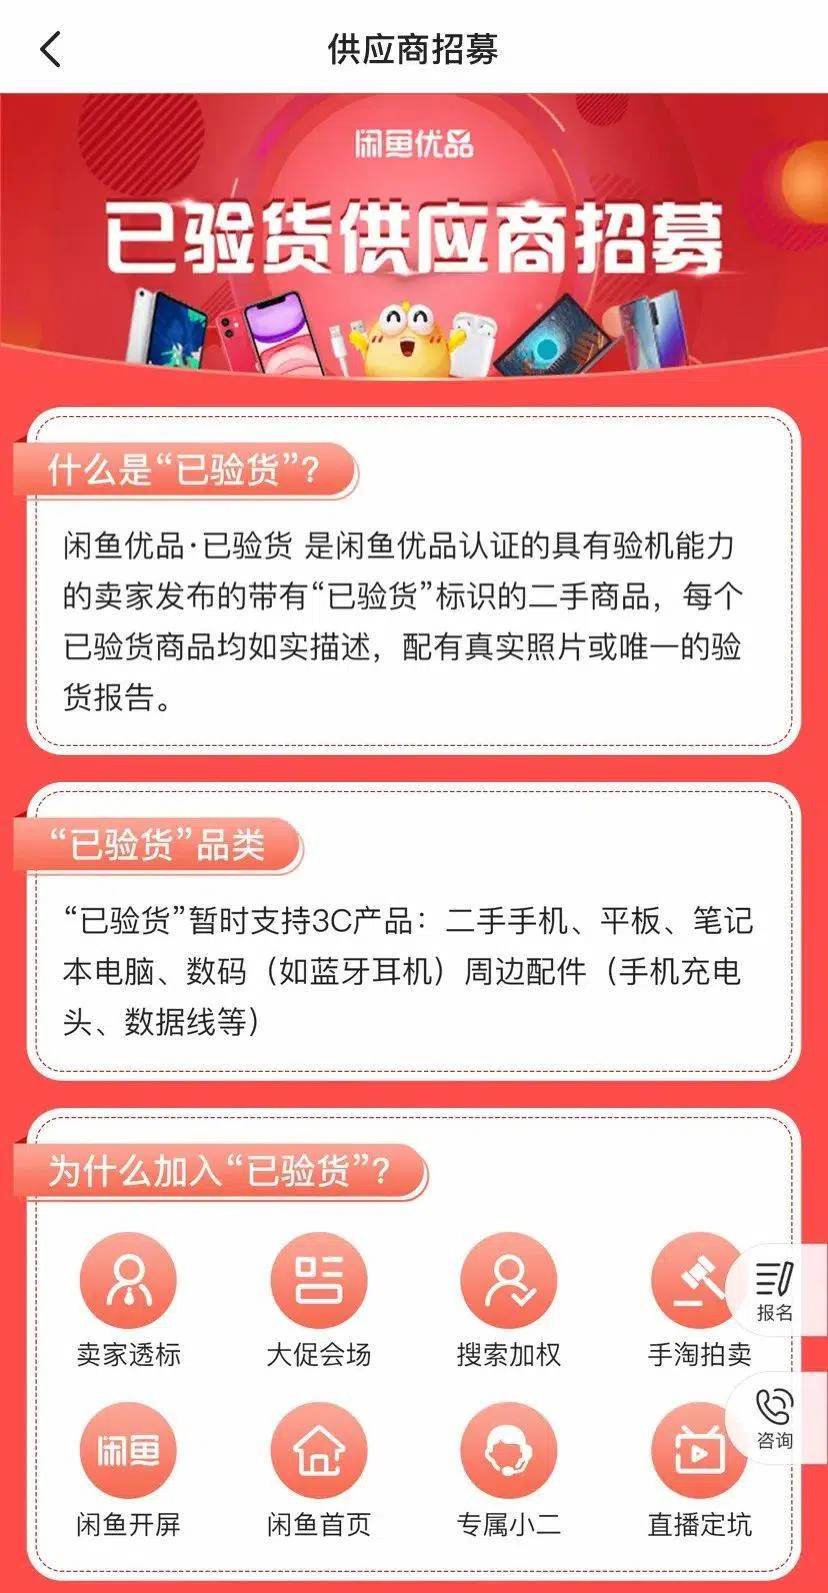 供应商招募
闲鱼优品
已验货供应商招募
什么是“已验货”?
闲鱼优品·已验货 是闲鱼优品认证的具有验机能力
的卖家发布的带有“已验货”标识的二手商品，每个
已验货商品均如实描述，配有真实照片或唯一的验
货报告。
“已验货”品类
“已验货”暂时支持3C产品：二手手机、平板、笔记
本电脑、数码（如蓝牙耳机）周边配件（手机充电
头、数据线等）
为什么加入“已验货”?
报名
卖家透标 大促会场 搜索加权 手淘拍卖
咨询
闲鱼
闲鱼开屏 闲鱼首页 专属小二 直播定坑